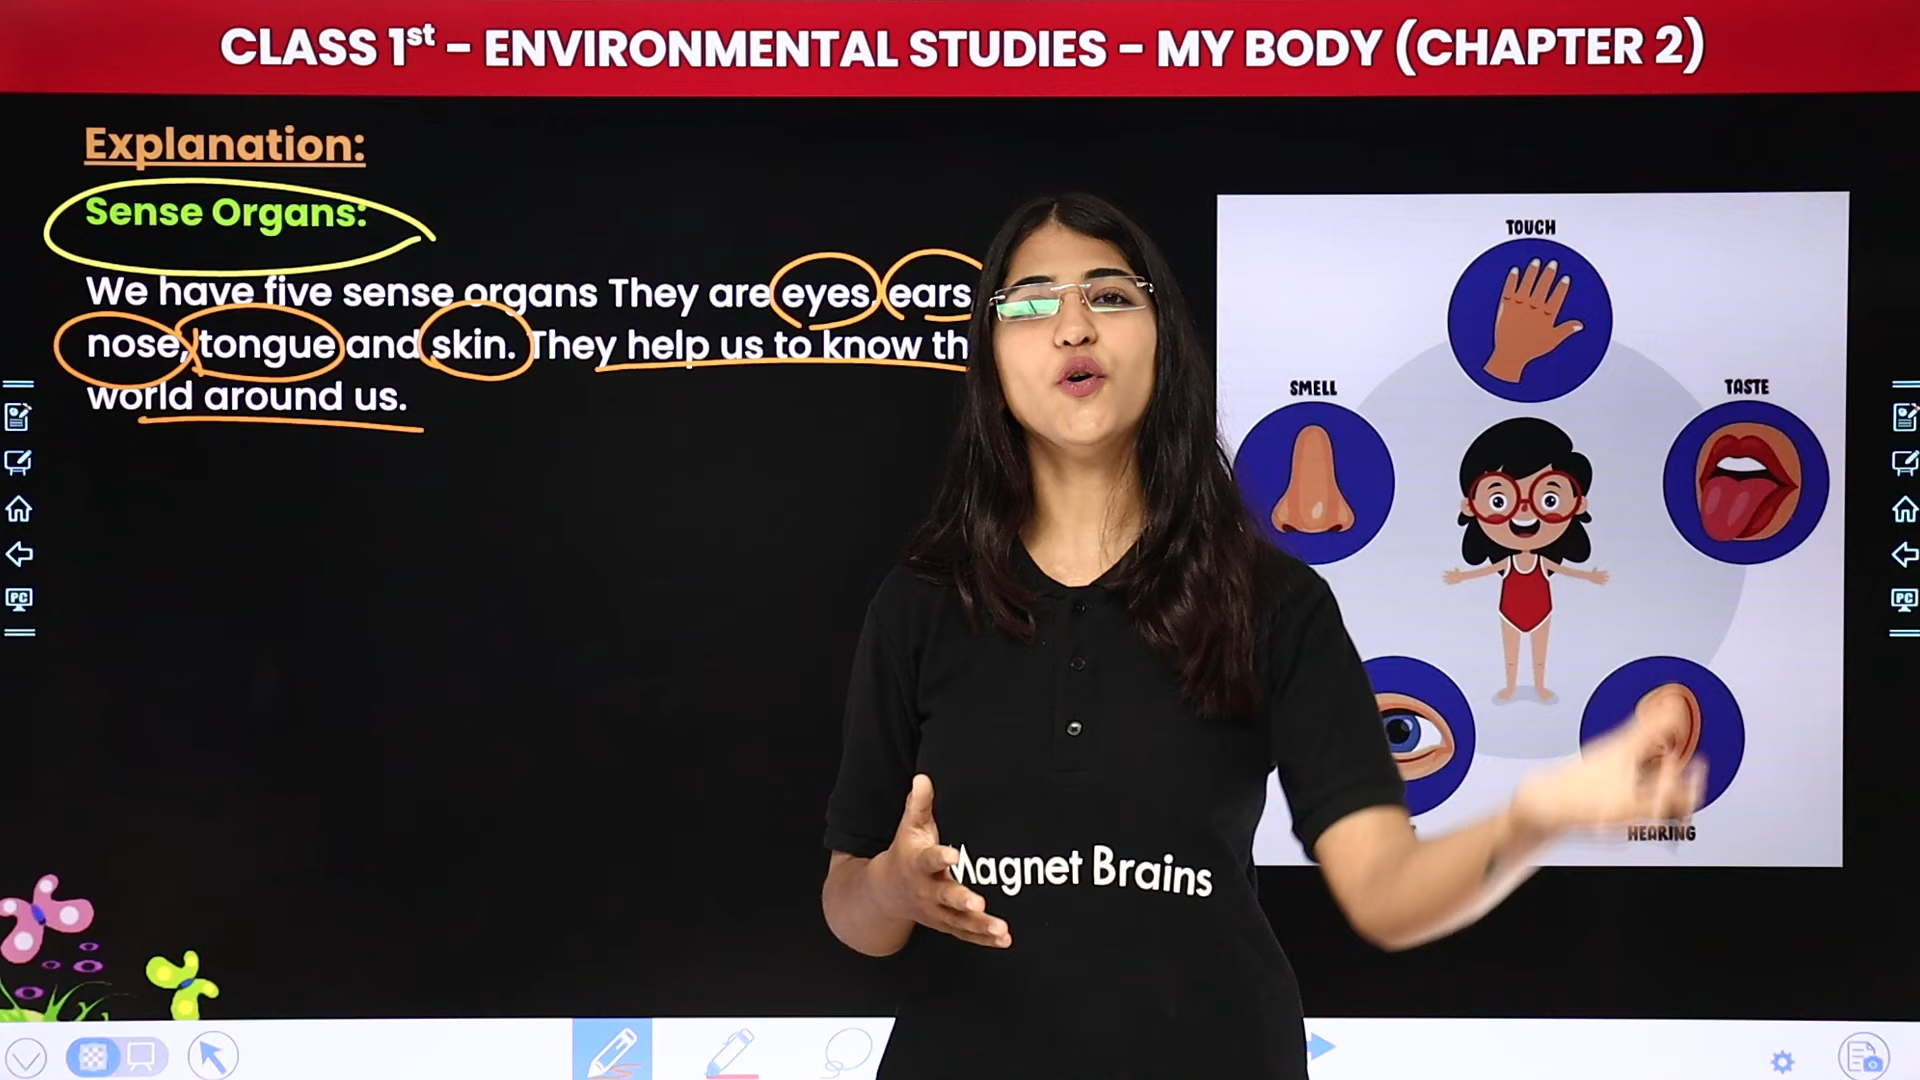 CLASS 1st – ENVIRONMENTAL STUDIES – MY BODY (CHAPTER 2)
Explanation:
Sense Organs:
We have five sense organs They are eyes, ears
nose, tongue and skin. They help us to know
world around us.
TOUCH
SMELL
TASTE
HEARING
Magnet Brains
PC
PC